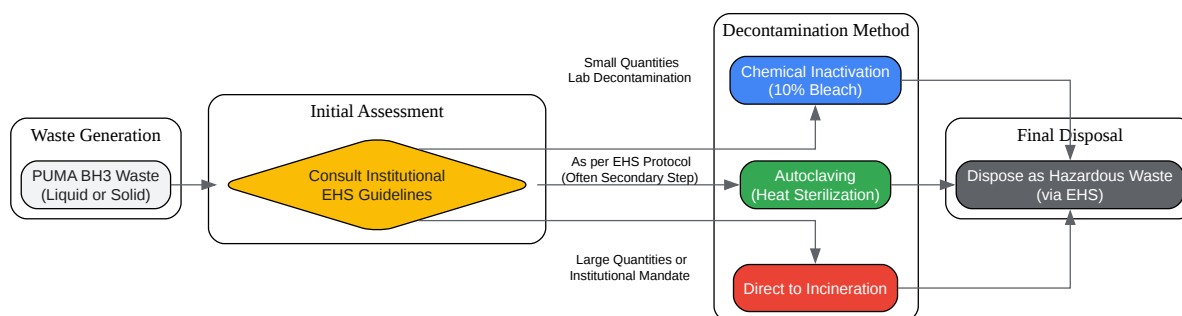 Waste Generation
PUMA BH3 Waste
(Liquid or Solid)
Initial Assessment
Consult Institutional
EHS Guidelines
Small Quantities
Lab Decontamination
As per EHS Protocol
(Often Secondary Step)
Large Quantities or
Institutional Mandate
Decontamination Method
Chemical Inactivation
(10% Bleach)
Autoclaving
(Heat Sterilization)
Direct to Incineration
Final Disposal
Dispose as Hazardous Waste
(via EHS)